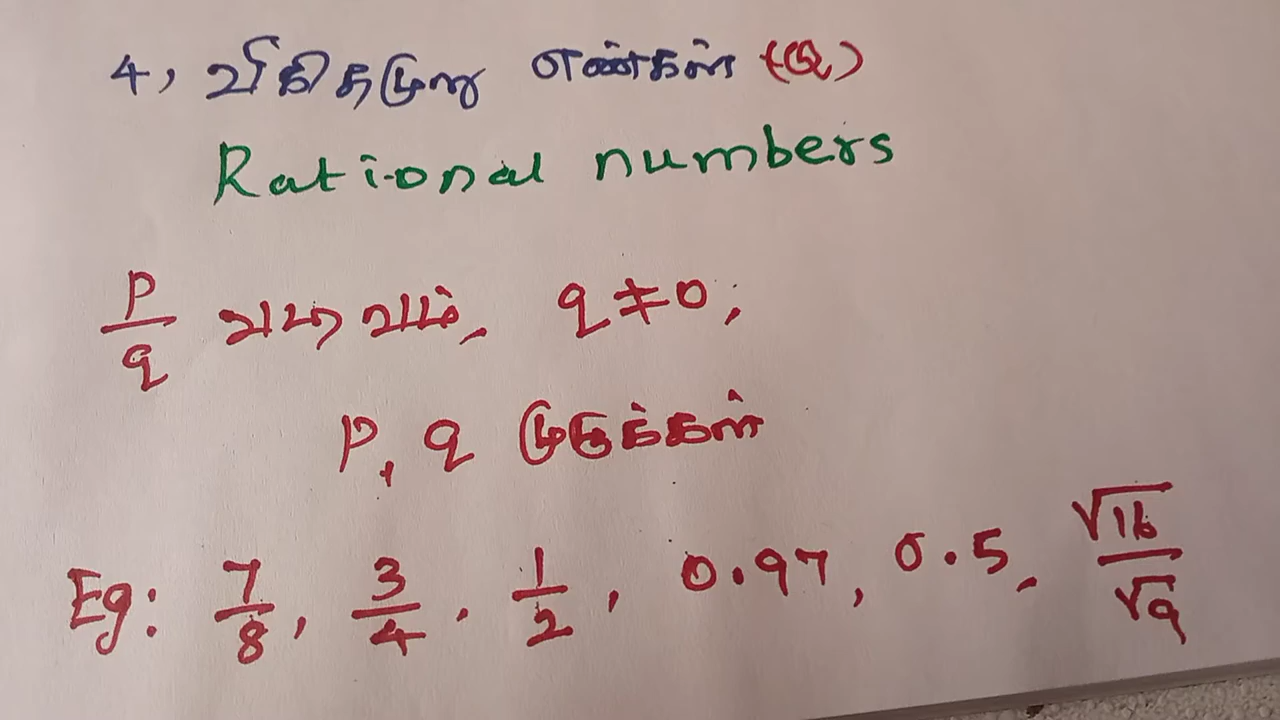 4, விகிதமுறு எண்கள் (Q)
Rational numbers
p/q வடிவம், q ≠ 0,
P, q முழுக்கள்
Eg: 7/8, 3/4, 1/2, 0.97, 0.5, √16/√9